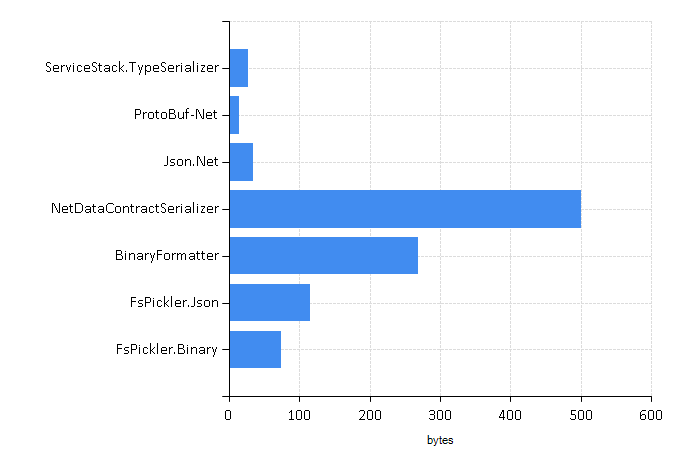 ServiceStack.TypeSerializer
ProtoBuf-Net
Json.Net
NetDataContractSerializer
BinaryFormatter
FsPickler.Json
FsPickler.Binary
0 100 200 300 400 500 600
bytes